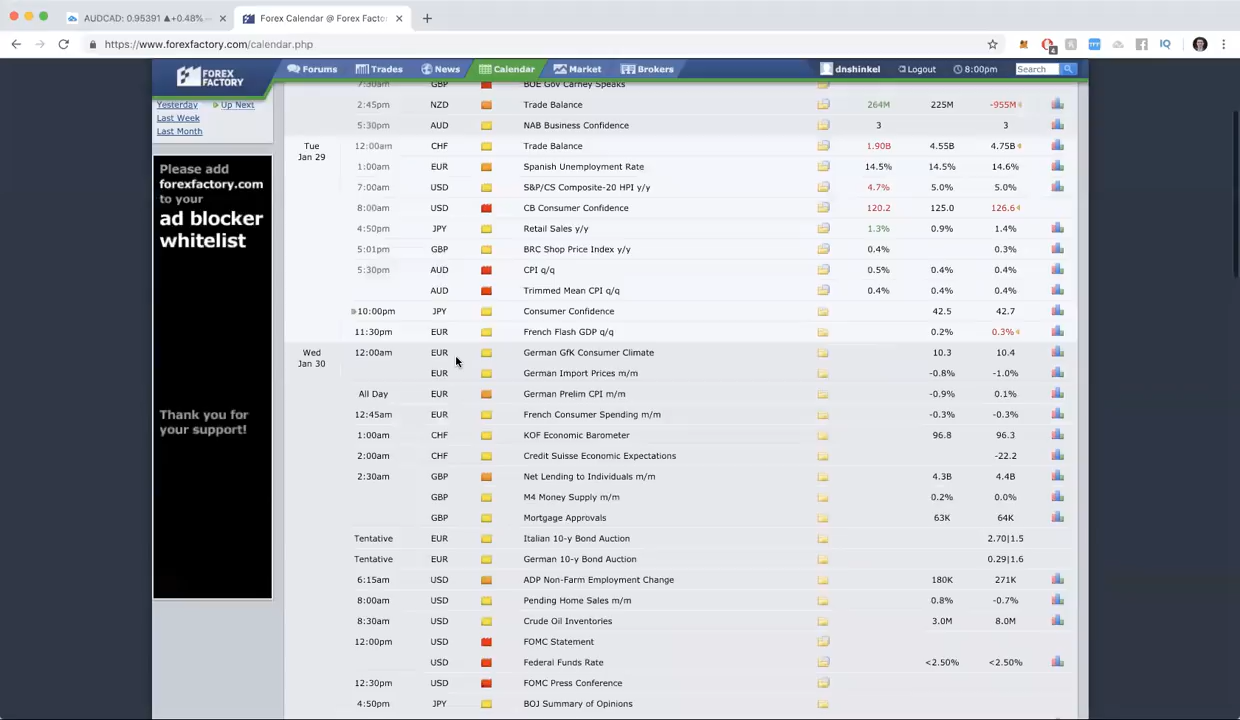 AUDCAD: 0.95391 ▲+0.48% ×
Forex Calendar @ Forex Facto ×
https://www.forexfactory.com/calendar.php
FOREX FACTORY
Forums Trades News Calendar Market Brokers dnshinkel Logout 8:00pm Search
Yesterday Up Next
Last Week
Last Month
Please add
forexfactory.com
to your
ad blocker
whitelist
Thank you for
your support!
7:30am GBP BOE Gov Carney Speaks
2:45pm NZD Trade Balance 264M 225M -955M
5:30pm AUD NAB Business Confidence 3 3
Tue Jan 29 12:00am CHF Trade Balance 1.90B 4.55B 4.75B
1:00am EUR Spanish Unemployment Rate 14.5% 14.5% 14.6%
7:00am USD S&P/CS Composite-20 HPI y/y 4.7% 5.0% 5.0%
8:00am USD CB Consumer Confidence 120.2 125.0 126.6
4:50pm JPY Retail Sales y/y 1.3% 0.9% 1.4%
5:01pm GBP BRC Shop Price Index y/y 0.4% 0.3%
5:30pm AUD CPI q/q 0.5% 0.4% 0.4%
AUD Trimmed Mean CPI q/q 0.4% 0.4% 0.4%
10:00pm JPY Consumer Confidence 42.5 42.7
11:30pm EUR French Flash GDP q/q 0.2% 0.3%
Wed Jan 30 12:00am EUR German GfK Consumer Climate 10.3 10.4
EUR German Import Prices m/m -0.8% -1.0%
All Day EUR German Prelim CPI m/m -0.9% 0.1%
12:45am EUR French Consumer Spending m/m -0.3% -0.3%
1:00am CHF KOF Economic Barometer 96.8 96.3
2:00am CHF Credit Suisse Economic Expectations -22.2
2:30am GBP Net Lending to Individuals m/m 4.3B 4.4B
GBP M4 Money Supply m/m 0.2% 0.0%
GBP Mortgage Approvals 63K 64K
Tentative EUR Italian 10-y Bond Auction 2.70|1.5
Tentative EUR German 10-y Bond Auction 0.29|1.6
6:15am USD ADP Non-Farm Employment Change 180K 271K
8:00am USD Pending Home Sales m/m 0.8% -0.7%
8:30am USD Crude Oil Inventories 3.0M 8.0M
12:00pm USD FOMC Statement
USD Federal Funds Rate <2.50% <2.50%
12:30pm USD FOMC Press Conference
4:50pm JPY BOJ Summary of Opinions